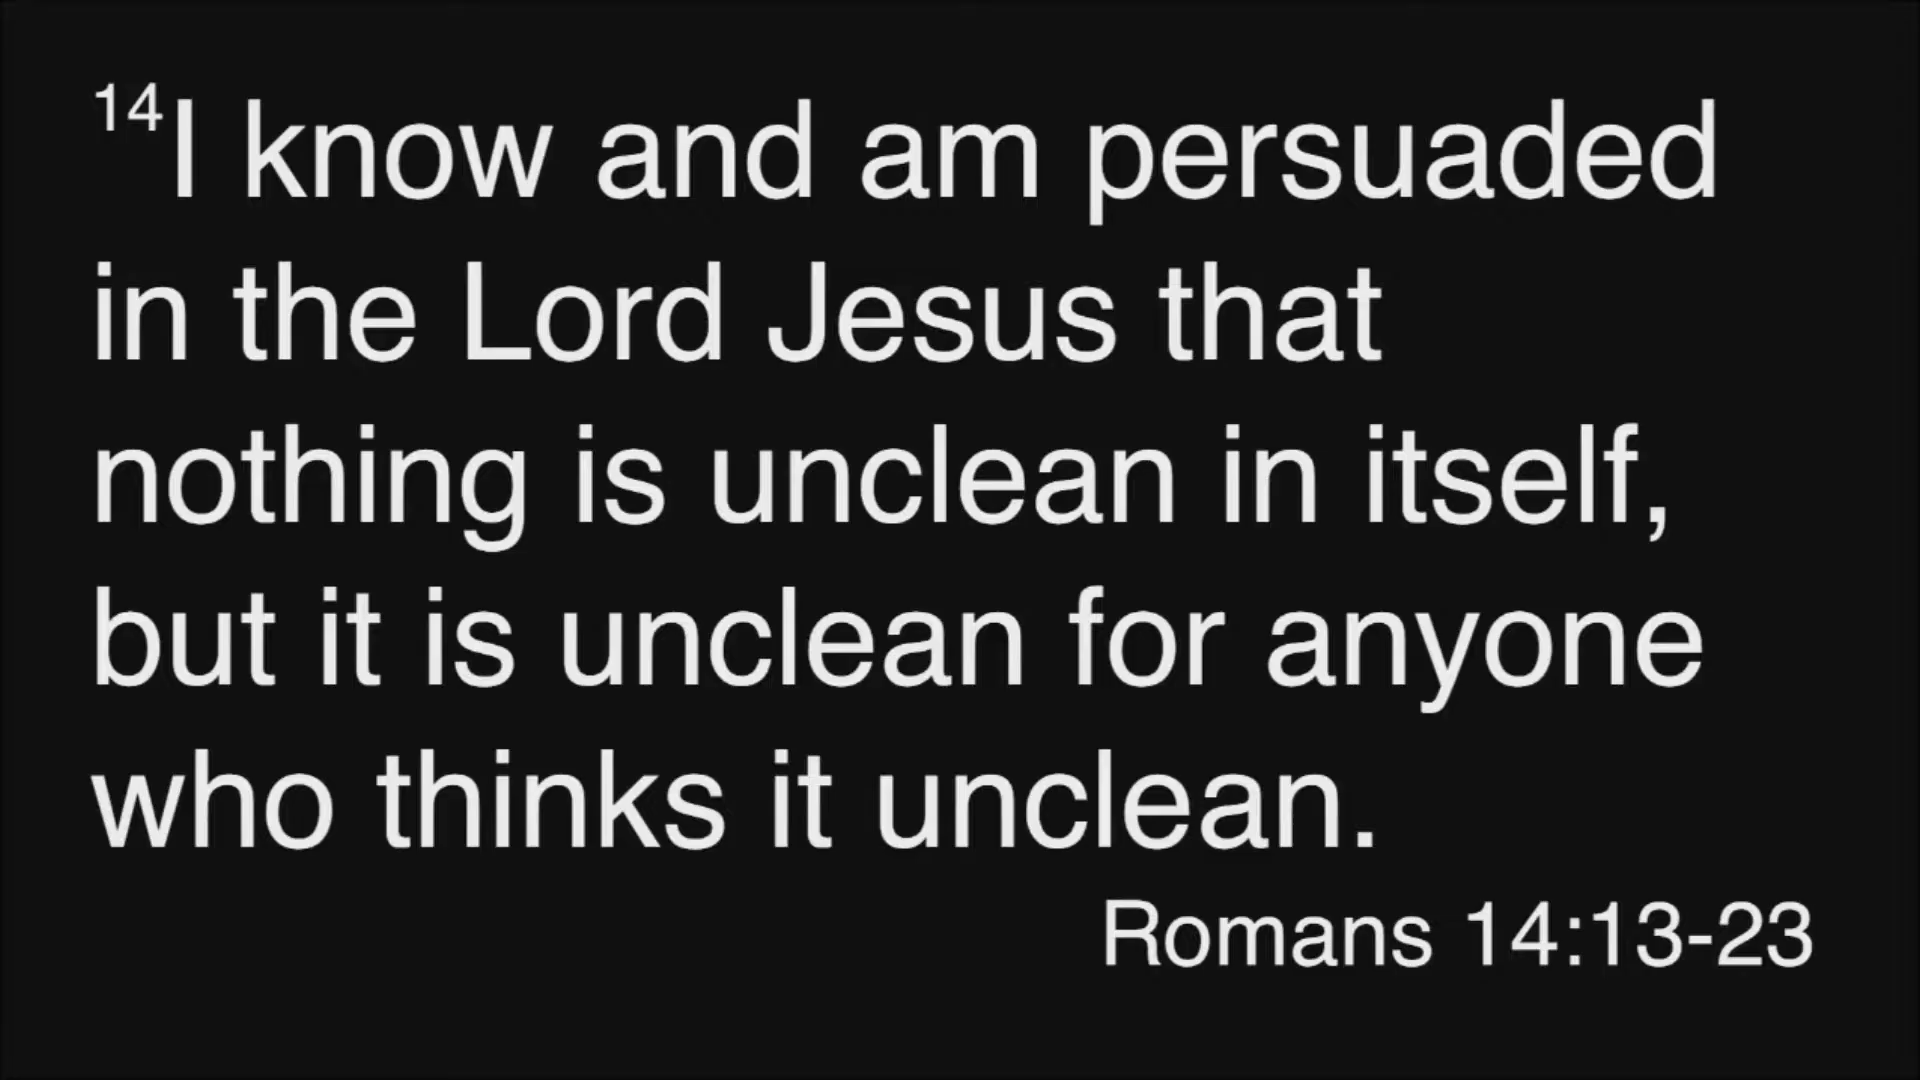 14I know and am persuaded
in the Lord Jesus that
nothing is unclean in itself,
but it is unclean for anyone
who thinks it unclean.
Romans 14:13-23